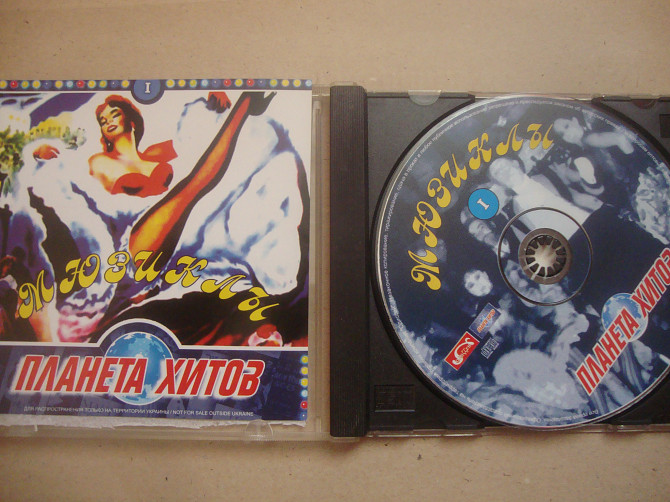 I
МЮЗИКЛЫ
ПЛАНЕТА ХИТОВ
ДЛЯ РАСПРОСТРАНЕНИЯ ТОЛЬКО НА ТЕРРИТОРИИ УКРАИНЫ / NOT FOR SALE OUTSIDE UKRAINE
МЮЗИКЛЫ
I
ПЛАНЕТА ХИТОВ